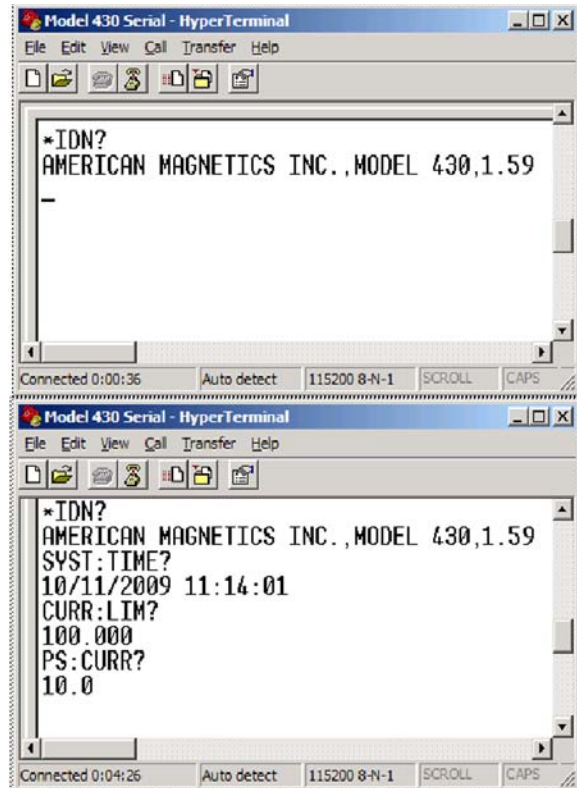 Model 430 Serial - HyperTerminal
File Edit View Call Transfer Help
*IDN?
AMERICAN MAGNETICS INC.,MODEL 430,1.59
Connected 0:00:36 Auto detect 115200 8-N-1 SCROLL CAPS
Model 430 Serial - HyperTerminal
File Edit View Call Transfer Help
*IDN?
AMERICAN MAGNETICS INC.,MODEL 430,1.59
SYST:TIME?
10/11/2009 11:14:01
CURR:LIM?
100.000
PS:CURR?
10.0
Connected 0:04:26 Auto detect 115200 8-N-1 SCROLL CAPS